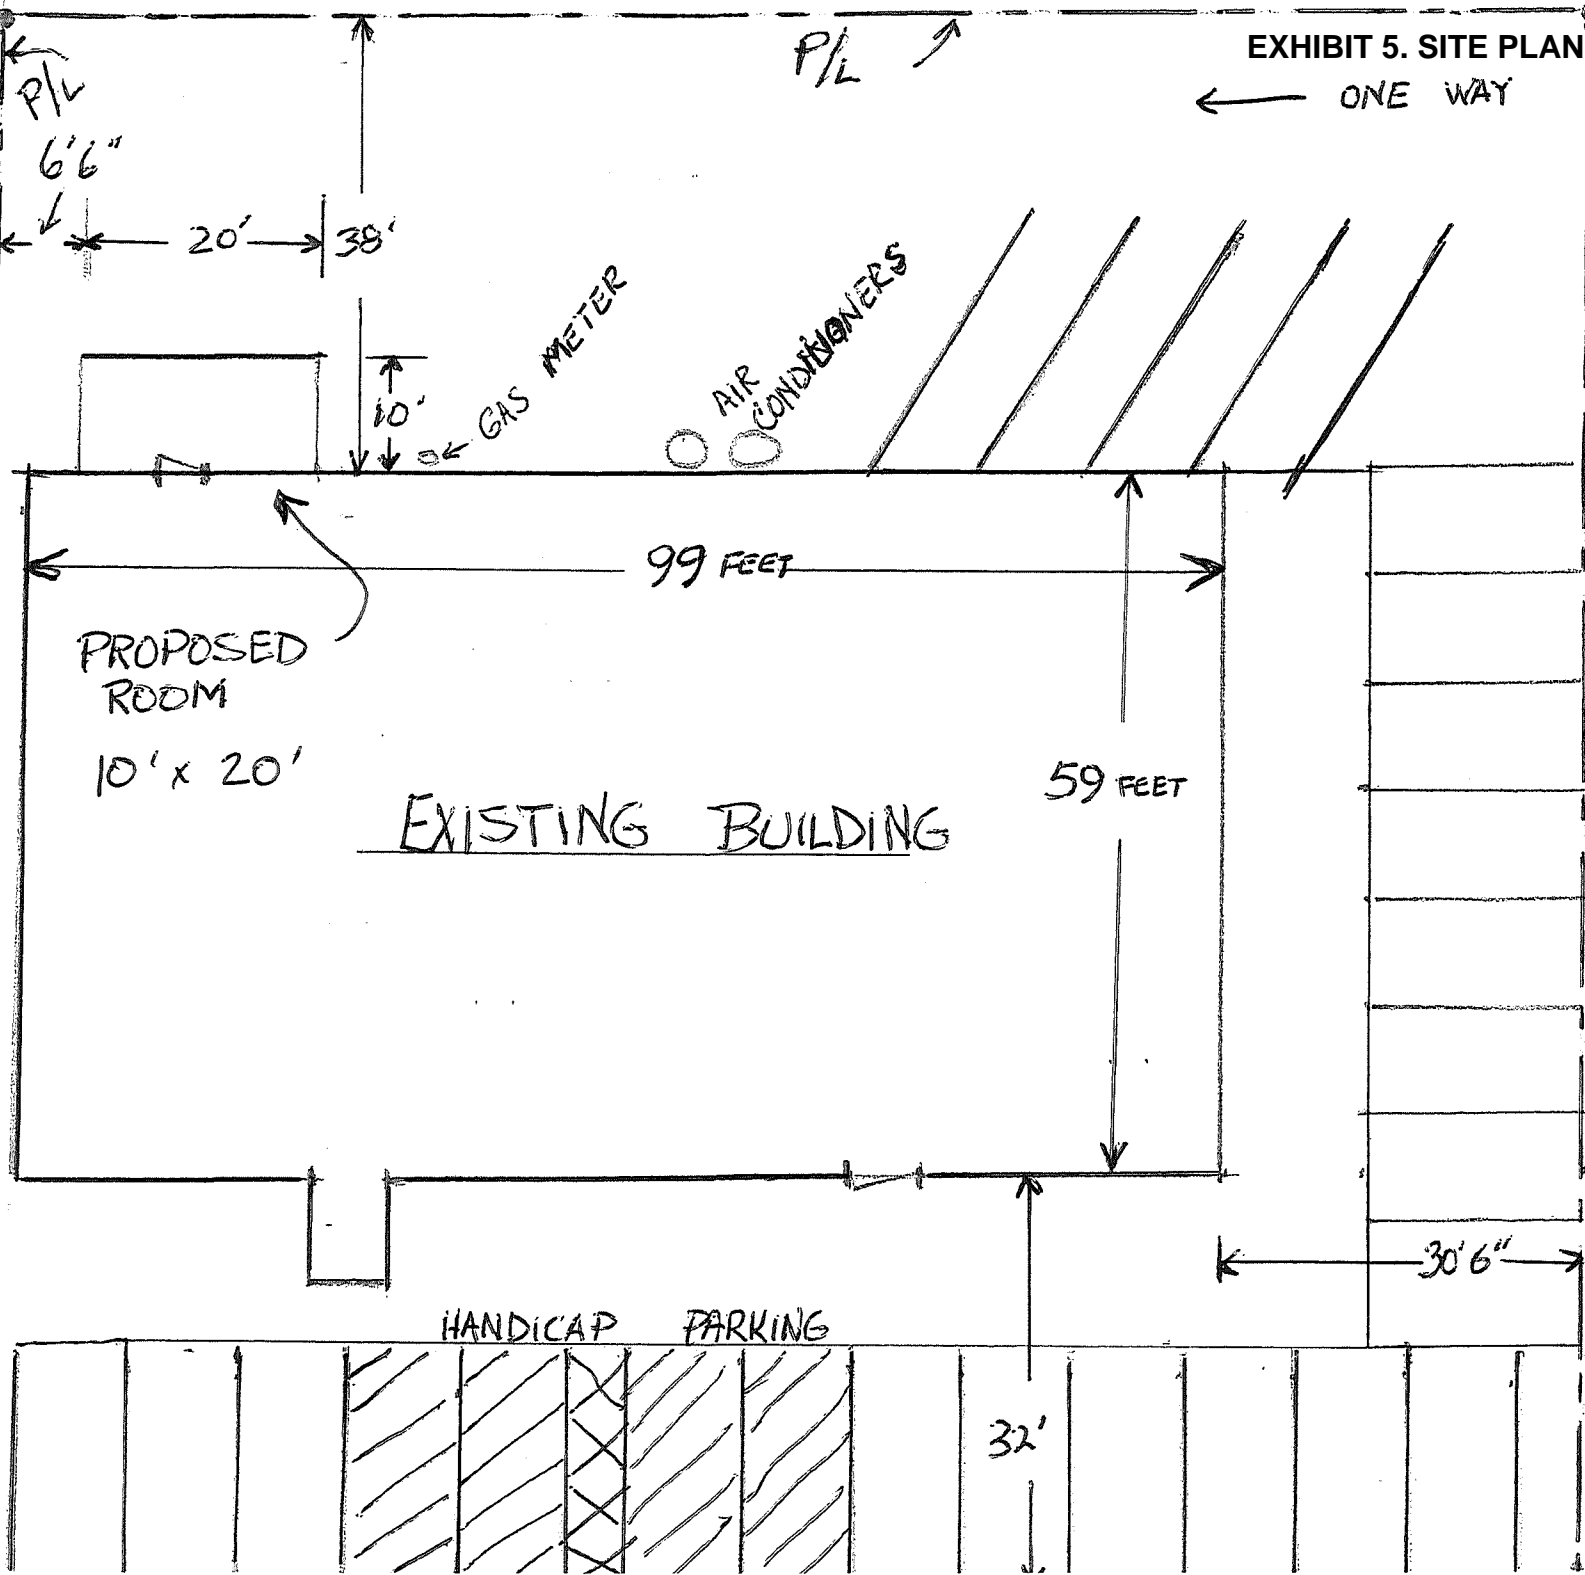 EXHIBIT 5. SITE PLAN
P/L
P/L
ONE WAY
6'6"
20'
38'
GAS METER
AIR
CONDITIONERS
10'
99 FEET
PROPOSED
ROOM
10' x 20'
59 FEET
EXISTING BUILDING
30'6"
HANDICAP PARKING
32'